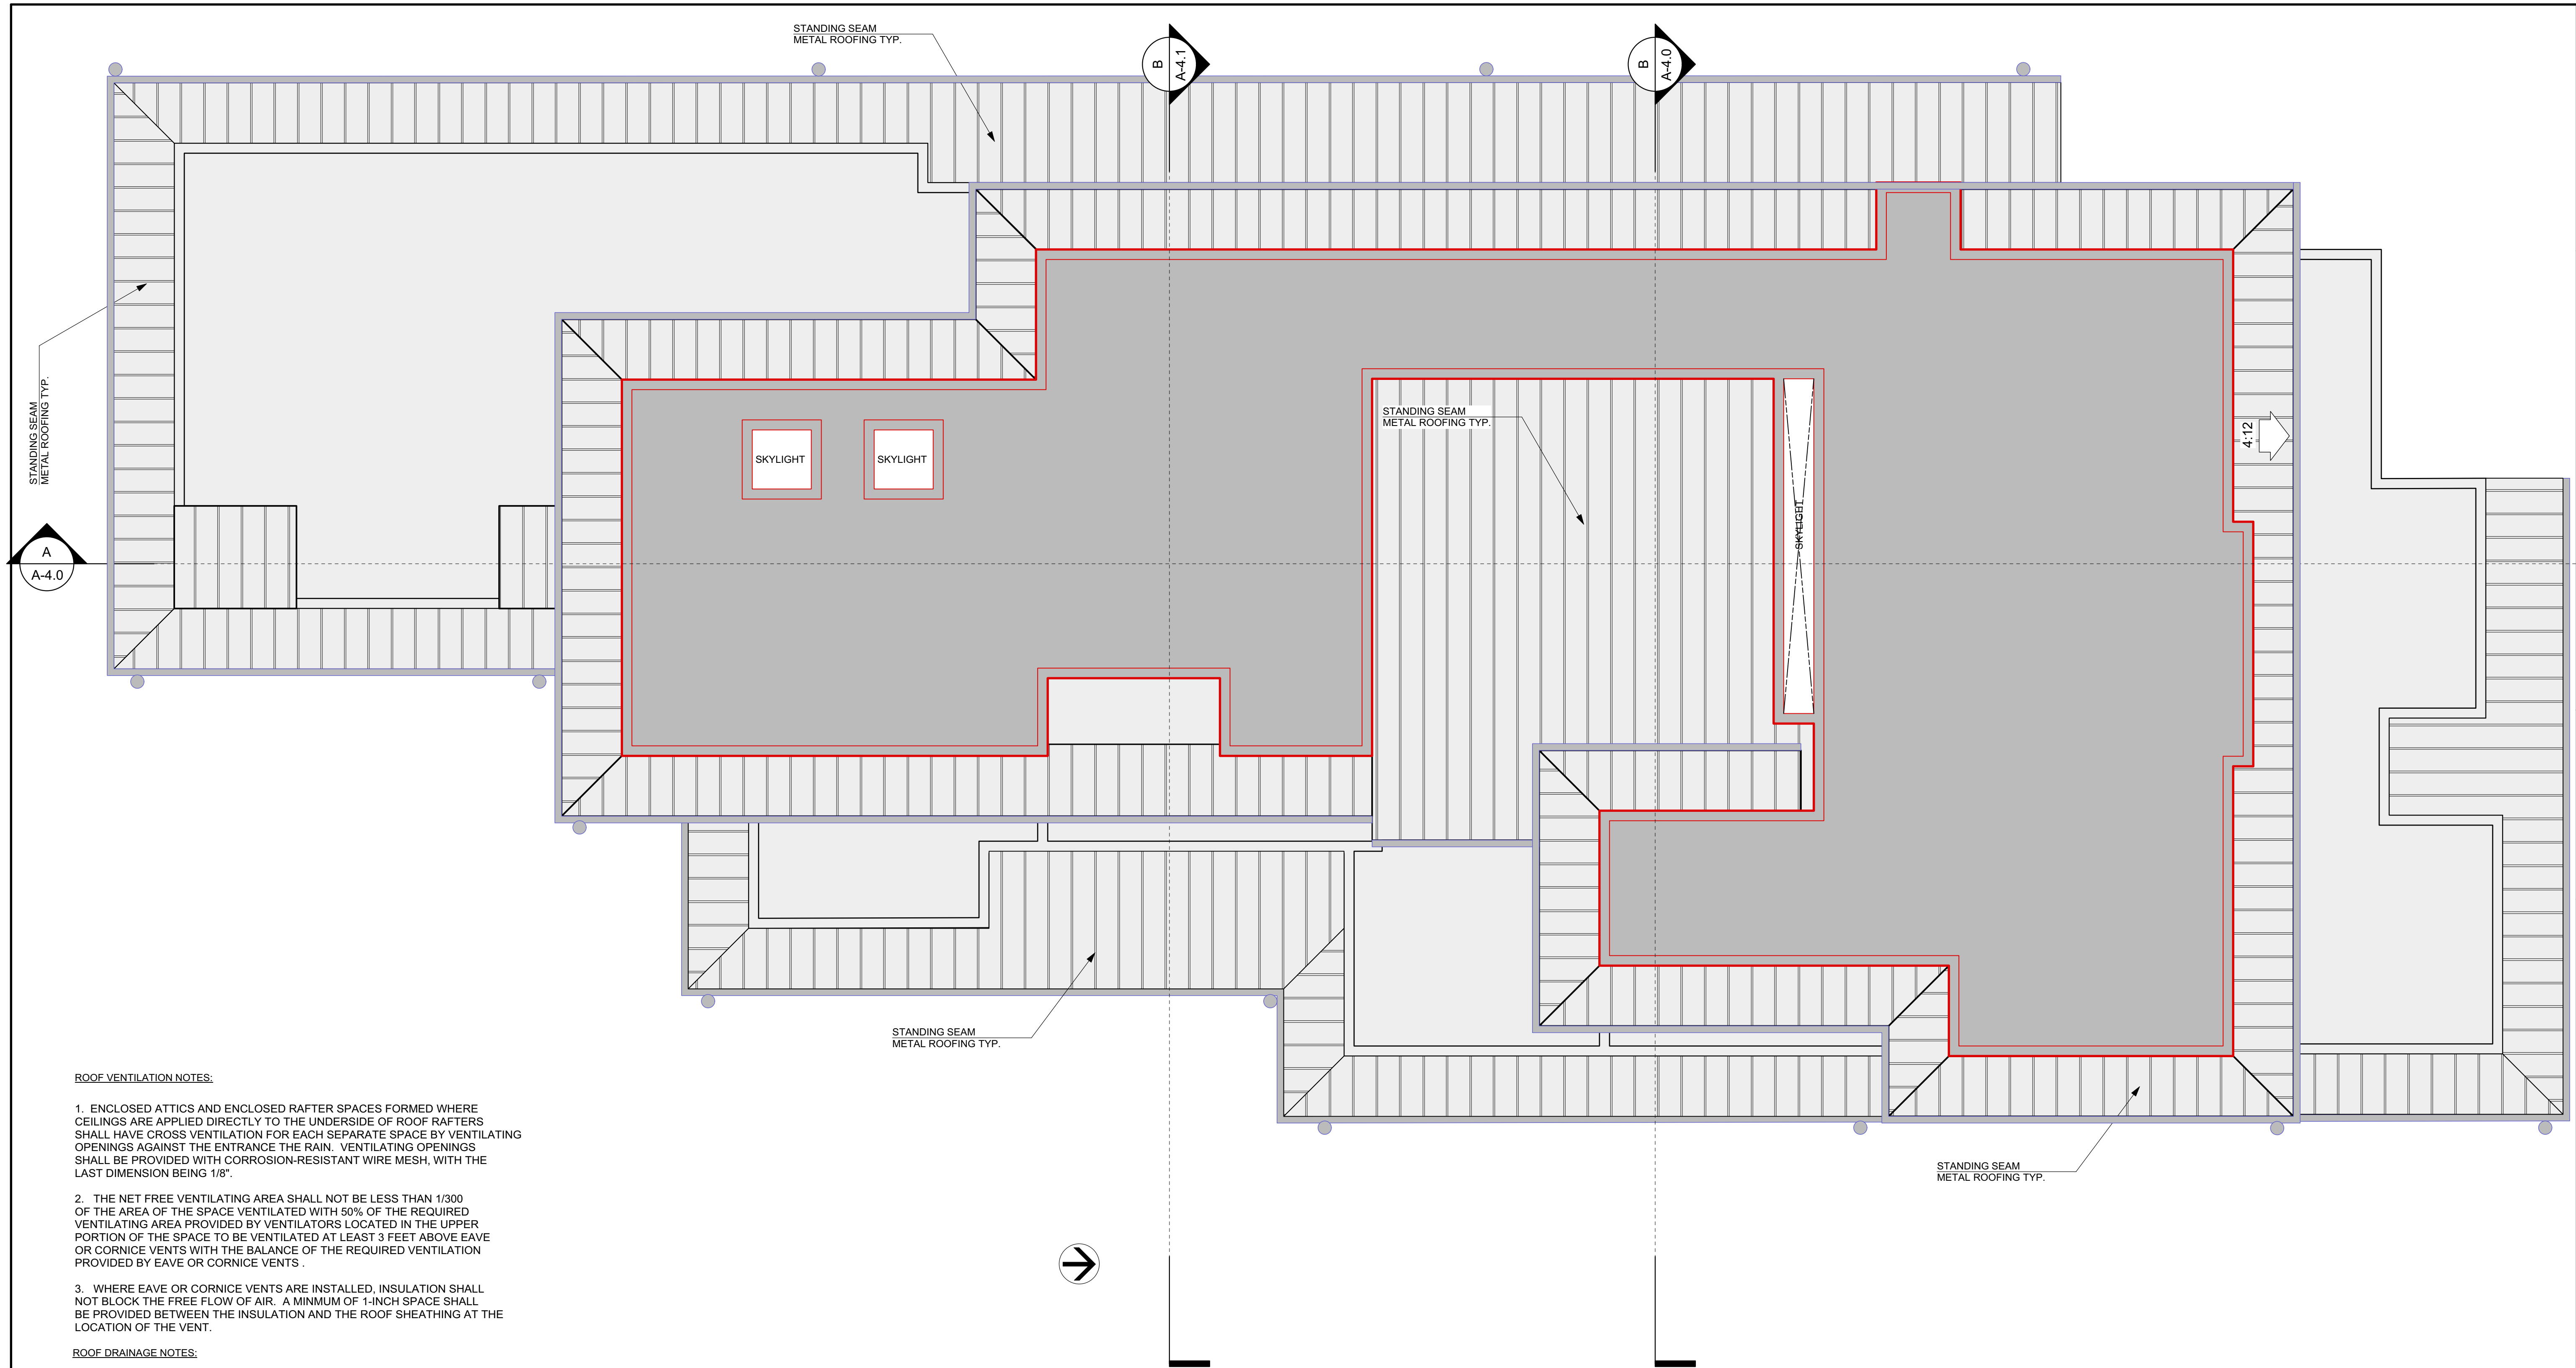 STANDING SEAM
METAL ROOFING TYP.
B
A-4.1
B
A-4.0
STANDING SEAM
METAL ROOFING TYP.
STANDING SEAM
METAL ROOFING TYP.
4:12
SKYLIGHT
SKYLIGHT
SKYLIGHT
A
A-4.0
STANDING SEAM
METAL ROOFING TYP.
STANDING SEAM
METAL ROOFING TYP.
ROOF VENTILATION NOTES:
1. ENCLOSED ATTICS AND ENCLOSED RAFTER SPACES FORMED WHERE
CEILINGS ARE APPLIED DIRECTLY TO THE UNDERSIDE OF ROOF RAFTERS
SHALL HAVE CROSS VENTILATION FOR EACH SEPARATE SPACE BY VENTILATING
OPENINGS AGAINST THE ENTRANCE THE RAIN. VENTILATING OPENINGS
SHALL BE PROVIDED WITH CORROSION-RESISTANT WIRE MESH, WITH THE
LAST DIMENSION BEING 1/8".
2. THE NET FREE VENTILATING AREA SHALL NOT BE LESS THAN 1/300
OF THE AREA OF THE SPACE VENTILATED WITH 50% OF THE REQUIRED
VENTILATING AREA PROVIDED BY VENTILATORS LOCATED IN THE UPPER
PORTION OF THE SPACE TO BE VENTILATED AT LEAST 3 FEET ABOVE EAVE
OR CORNICE VENTS WITH THE BALANCE OF THE REQUIRED VENTILATION
PROVIDED BY EAVE OR CORNICE VENTS .
3. WHERE EAVE OR CORNICE VENTS ARE INSTALLED, INSULATION SHALL
NOT BLOCK THE FREE FLOW OF AIR. A MINMUM OF 1-INCH SPACE SHALL
BE PROVIDED BETWEEN THE INSULATION AND THE ROOF SHEATHING AT THE
LOCATION OF THE VENT.
ROOF DRAINAGE NOTES: